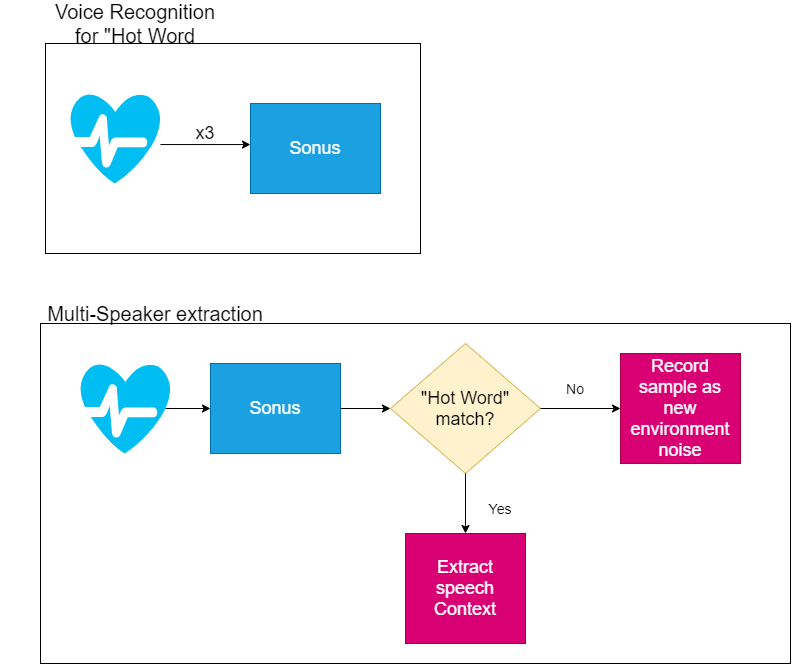 Voice Recognition
for "Hot Word
x3
Sonus
Multi-Speaker extraction
Sonus
"Hot Word"
match?
No
Record
sample as
new
environment
noise
Yes
Extract
speech
Context